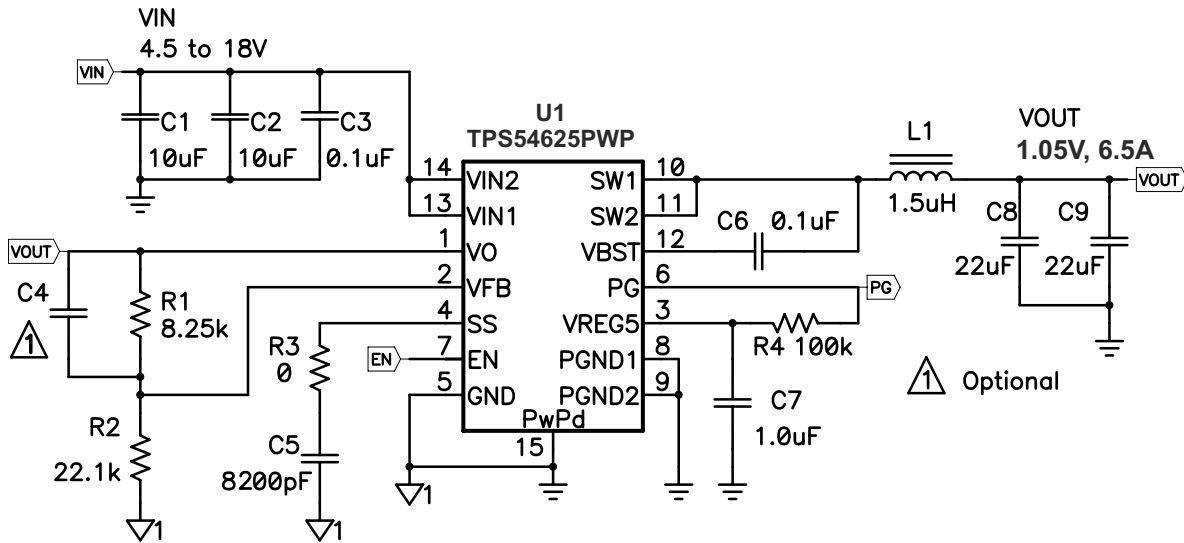 VIN
4.5 to 18V
VIN
C1
10uF
C2
10uF
C3
0.1uF
U1
TPS54625PWP
14
VIN2
13
VIN1
1
VO
2
VFB
4
SS
7
EN
5
GND
PwPd
15
SW1
10
SW2
11
VBST
12
PG
6
VREG5
3
PGND1
8
PGND2
9
VOUT
C4
1
R1
8.25k
R2
22.1k
1
R3
0
C5
8200pF
1
EN
1
C6
0.1uF
L1
1.5uH
VOUT
1.05V, 6.5A
VOUT
C8
22uF
C9
22uF
PG
R4 100k
C7
1.0uF
1
Optional